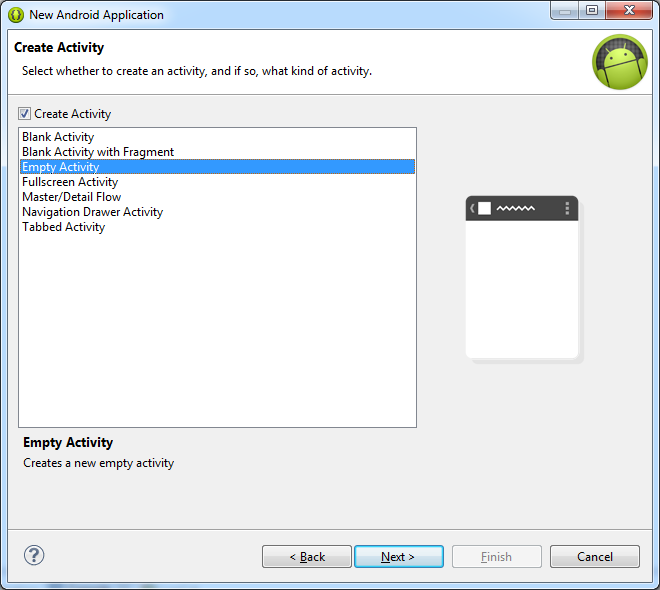 New Android Application
Create Activity
Select whether to create an activity, and if so, what kind of activity.
Create Activity
Blank Activity
Blank Activity with Fragment
Empty Activity
Fullscreen Activity
Master/Detail Flow
Navigation Drawer Activity
Tabbed Activity
Empty Activity
Creates a new empty activity
< Back
Next >
Finish
Cancel